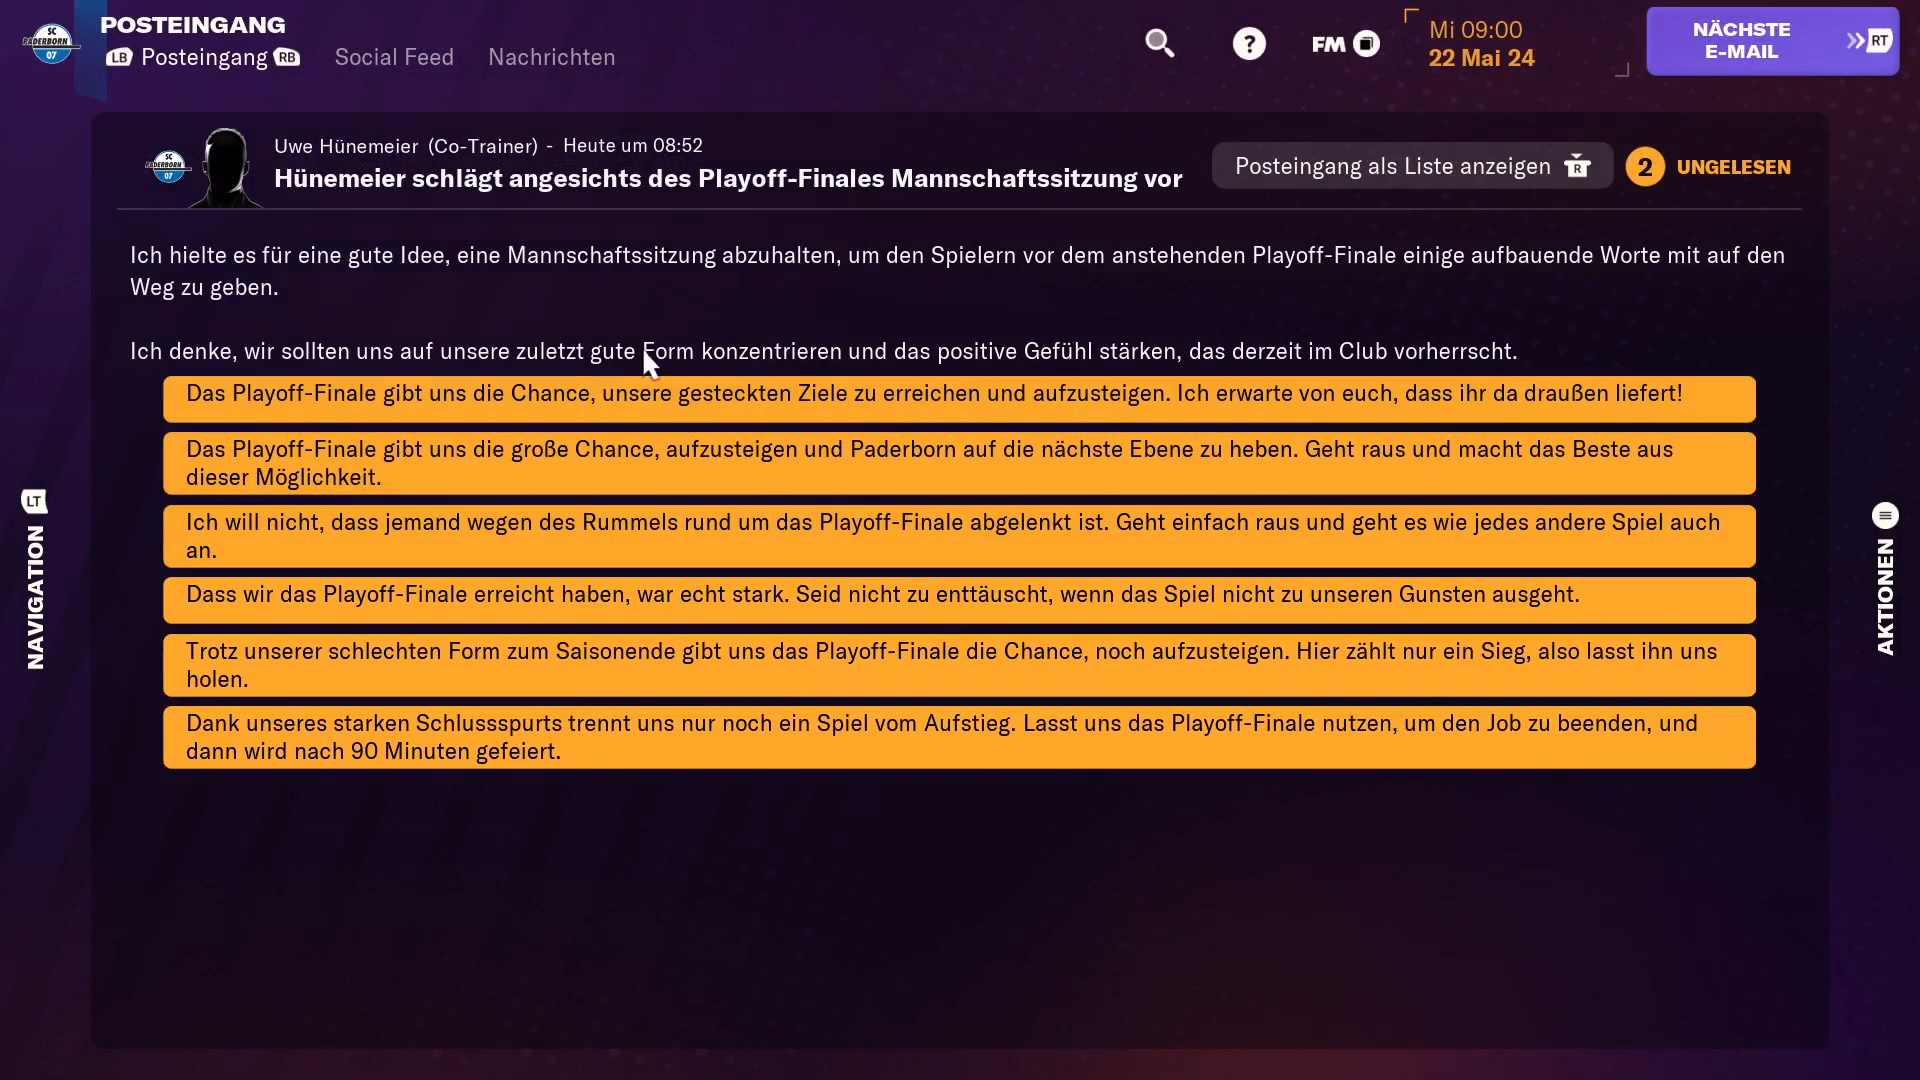 POSTEINGANG
LB Posteingang RB Social Feed Nachrichten
SC
PADERBORN
07
?
FM
Mi 09:00
22 Mai 24
NÄCHSTE
E-MAIL
RT
SC
PADERBORN
07
Uwe Hünemeier (Co-Trainer) - Heute um 08:52
Hünemeier schlägt angesichts des Playoff-Finales Mannschaftssitzung vor
Posteingang als Liste anzeigen R
2 UNGELESEN
Ich hielte es für eine gute Idee, eine Mannschaftssitzung abzuhalten, um den Spielern vor dem anstehenden Playoff-Finale einige aufbauende Worte mit auf den
Weg zu geben.
Ich denke, wir sollten uns auf unsere zuletzt gute Form konzentrieren und das positive Gefühl stärken, das derzeit im Club vorherrscht.
Das Playoff-Finale gibt uns die Chance, unsere gesteckten Ziele zu erreichen und aufzusteigen. Ich erwarte von euch, dass ihr da draußen liefert!
Das Playoff-Finale gibt uns die große Chance, aufzusteigen und Paderborn auf die nächste Ebene zu heben. Geht raus und macht das Beste aus
dieser Möglichkeit.
Ich will nicht, dass jemand wegen des Rummels rund um das Playoff-Finale abgelenkt ist. Geht einfach raus und geht es wie jedes andere Spiel auch
an.
Dass wir das Playoff-Finale erreicht haben, war echt stark. Seid nicht zu enttäuscht, wenn das Spiel nicht zu unseren Gunsten ausgeht.
Trotz unserer schlechten Form zum Saisonende gibt uns das Playoff-Finale die Chance, noch aufzusteigen. Hier zählt nur ein Sieg, also lasst ihn uns
holen.
Dank unseres starken Schlussspurts trennt uns nur noch ein Spiel vom Aufstieg. Lasst uns das Playoff-Finale nutzen, um den Job zu beenden, und
dann wird nach 90 Minuten gefeiert.
LT
NAVIGATION
AKTIONEN